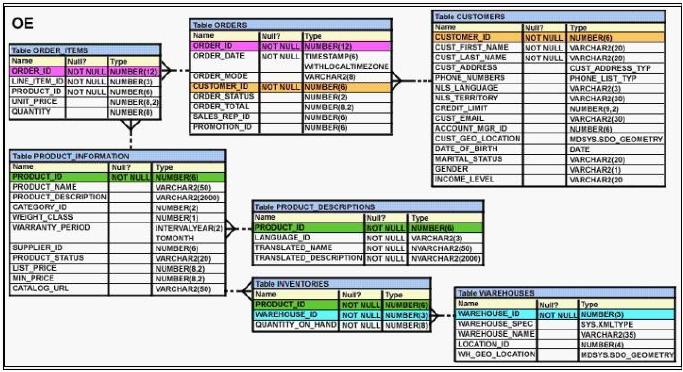 OE
Table ORDER_ITEMS
Name Null? Type
ORDER_ID NOT NULL NUMBER(12)
LINE_ITEM_ID NOT NULL NUMBER(3)
PRODUCT_ID NOT NULL NUMBER(6)
UNIT_PRICE NUMBER(8,2)
QUANTITY NUMBER(8)
Table ORDERS
Name Null? Type
ORDER_ID NOT NULL NUMBER(12)
ORDER_DATE NOT NULL TIMESTAMP(6)
WITHLOCALTIMEZONE
ORDER_MODE VARCHAR2(8)
CUSTOMER_ID NOT NULL NUMBER(6)
ORDER_STATUS NUMBER(2)
ORDER_TOTAL NUMBER(8,2)
SALES_REP_ID NUMBER(6)
PROMOTION_ID NUMBER(6)
Table CUSTOMERS
Name Null? Type
CUSTOMER_ID NOT NULL NUMBER(6)
CUST_FIRST_NAME NOT NULL VARCHAR2(20)
CUST_LAST_NAME NOT NULL VARCHAR2(20)
CUST_ADDRESS CUST_ADDRESS_TYP
PHONE_NUMBERS PHONE_LIST_TYP
NLS_LANGUAGE VARCHAR2(3)
NLS_TERRITORY VARCHAR2(30)
CREDIT_LIMIT NUMBER(9,2)
CUST_EMAIL VARCHAR2(30)
ACCOUNT_MGR_ID NUMBER(6)
CUST_GEO_LOCATION MDSYS.SDO_GEOMETRY
DATE_OF_BIRTH DATE
MARITAL_STATUS VARCHAR2(20)
GENDER VARCHAR2(1)
INCOME_LEVEL VARCHAR2(20)
Table PRODUCT_INFORMATION
Name Null? Type
PRODUCT_ID NOT NULL NUMBER(6)
PRODUCT_NAME VARCHAR2(50)
PRODUCT_DESCRIPTION VARCHAR2(2000)
CATEGORY_ID NUMBER(2)
WEIGHT_CLASS NUMBER(1)
WARRANTY_PERIOD INTERVALYEAR(2)
TOMONTH
SUPPLIER_ID NUMBER(6)
PRODUCT_STATUS VARCHAR2(20)
LIST_PRICE NUMBER(8,2)
MIN_PRICE NUMBER(8,2)
CATALOG_URL VARCHAR2(50)
Table PRODUCT_DESCRIPTIONS
Name Null? Type
PRODUCT_ID NOT NULL NUMBER(6)
LANGUAGE_ID NOT NULL VARCHAR2(3)
TRANSLATED_NAME NOT NULL NVARCHAR2(50)
TRANSLATED_DESCRIPTION NOT NULL NVARCHAR2(2000)
Table INVENTORIES
Name Null? Type
PRODUCT_ID NOT NULL NUMBER(6)
WAREHOUSE_ID NOT NULL NUMBER(3)
QUANTITY_ON_HAND NOT NULL NUMBER(8)
Table WAREHOUSES
Name Null? Type
WAREHOUSE_ID NOT NULL NUMBER(3)
WAREHOUSE_SPEC SYS.XMLTYPE
WAREHOUSE_NAME VARCHAR2(35)
LOCATION_ID NUMBER(4)
WH_GEO_LOCATION MDSYS.SDO_GEOMETRY